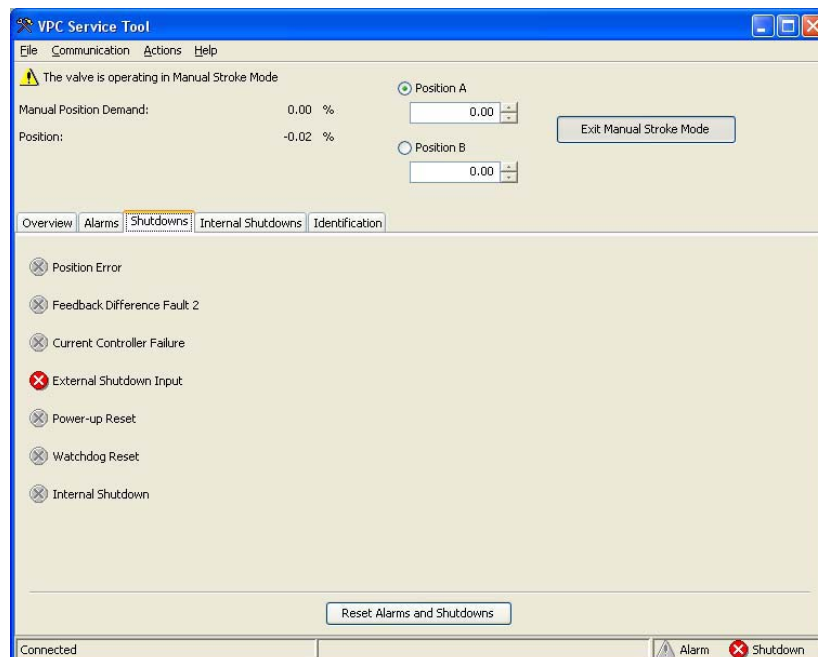 VPC Service Tool
File Communication Actions Help
The valve is operating in Manual Stroke Mode
Manual Position Demand: 0.00 %
Position: -0.02 %
Position A
0.00
Position B
0.00
Exit Manual Stroke Mode
Overview Alarms Shutdowns Internal Shutdowns Identification
Position Error
Feedback Difference Fault 2
Current Controller Failure
External Shutdown Input
Power-up Reset
Watchdog Reset
Internal Shutdown
Reset Alarms and Shutdowns
Connected Alarm Shutdown